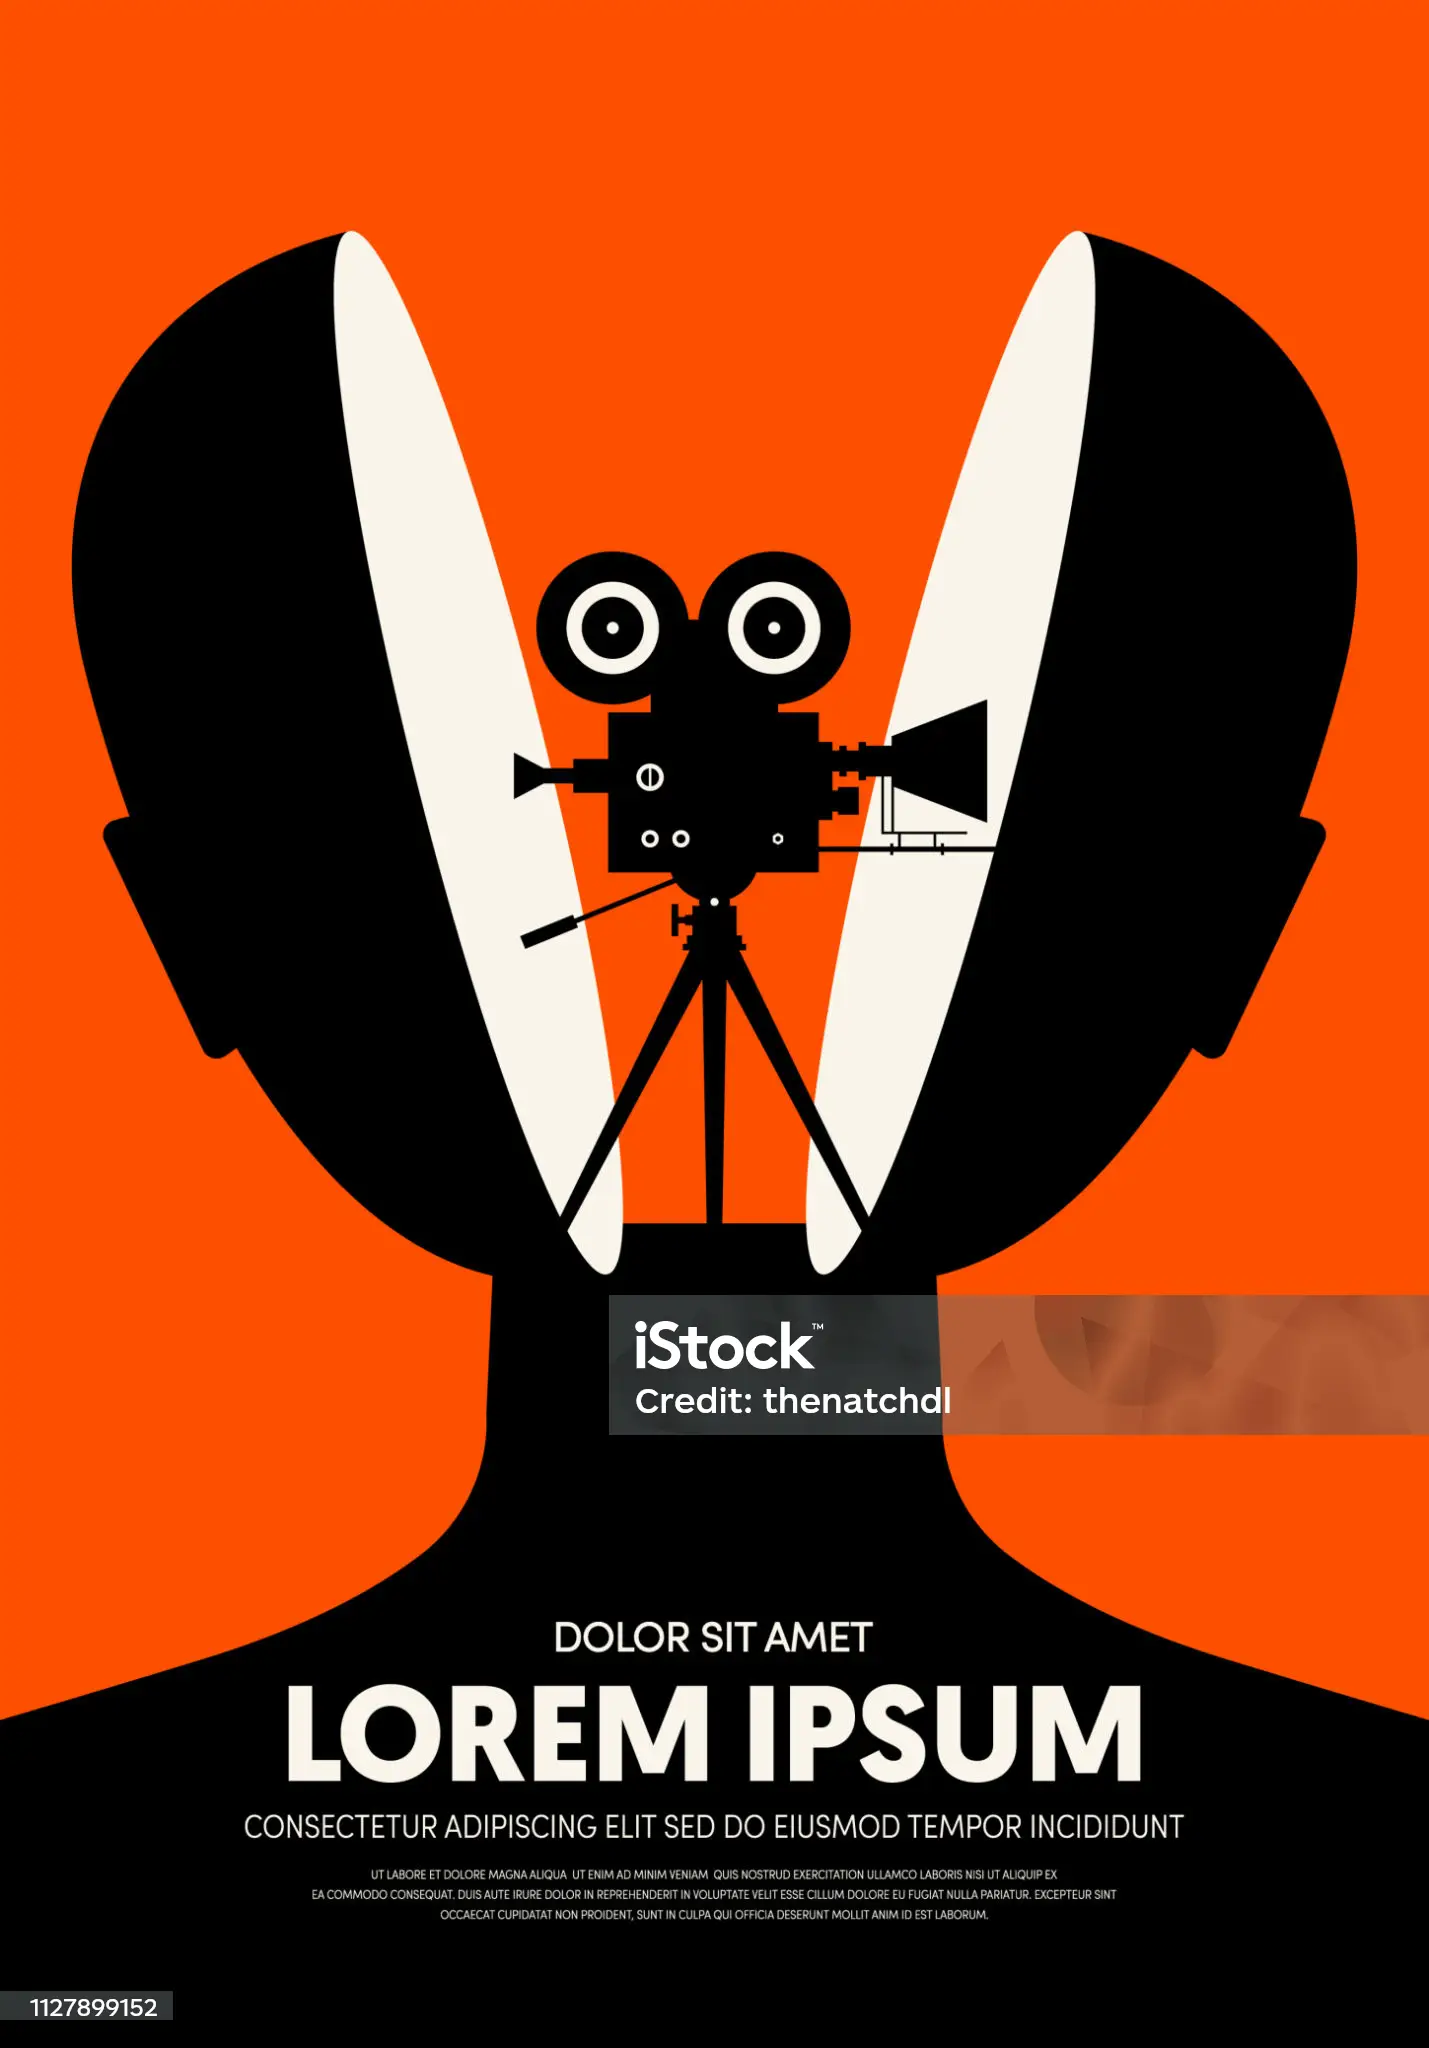 iStock™
Credit: thenatchdl
DOLOR SIT AMET
LOREM IPSUM
CONSECTETUR ADIPISCING ELIT SED DO EIUSMOD TEMPOR INCIDIDUNT
UT LABORE ET DOLORE MAGNA ALIQUA UT ENIM AD MINIM VENIAM QUIS NOSTRUD EXERCITATION ULLAMCO LABORIS NISI UT ALIQUIP EX
EA COMMODO CONSEQUAT. DUIS AUTE IRURE DOLOR IN REPREHENDERIT IN VOLUPTATE VELIT ESSE CILLUM DOLORE EU FUGIAT NULLA PARIATUR. EXCEPTEUR SINT
OCCAECAT CUPIDATAT NON PROIDENT, SUNT IN CULPA QUI OFFICIA DESERUNT MOLLIT ANIM ID EST LABORUM.
1127899152